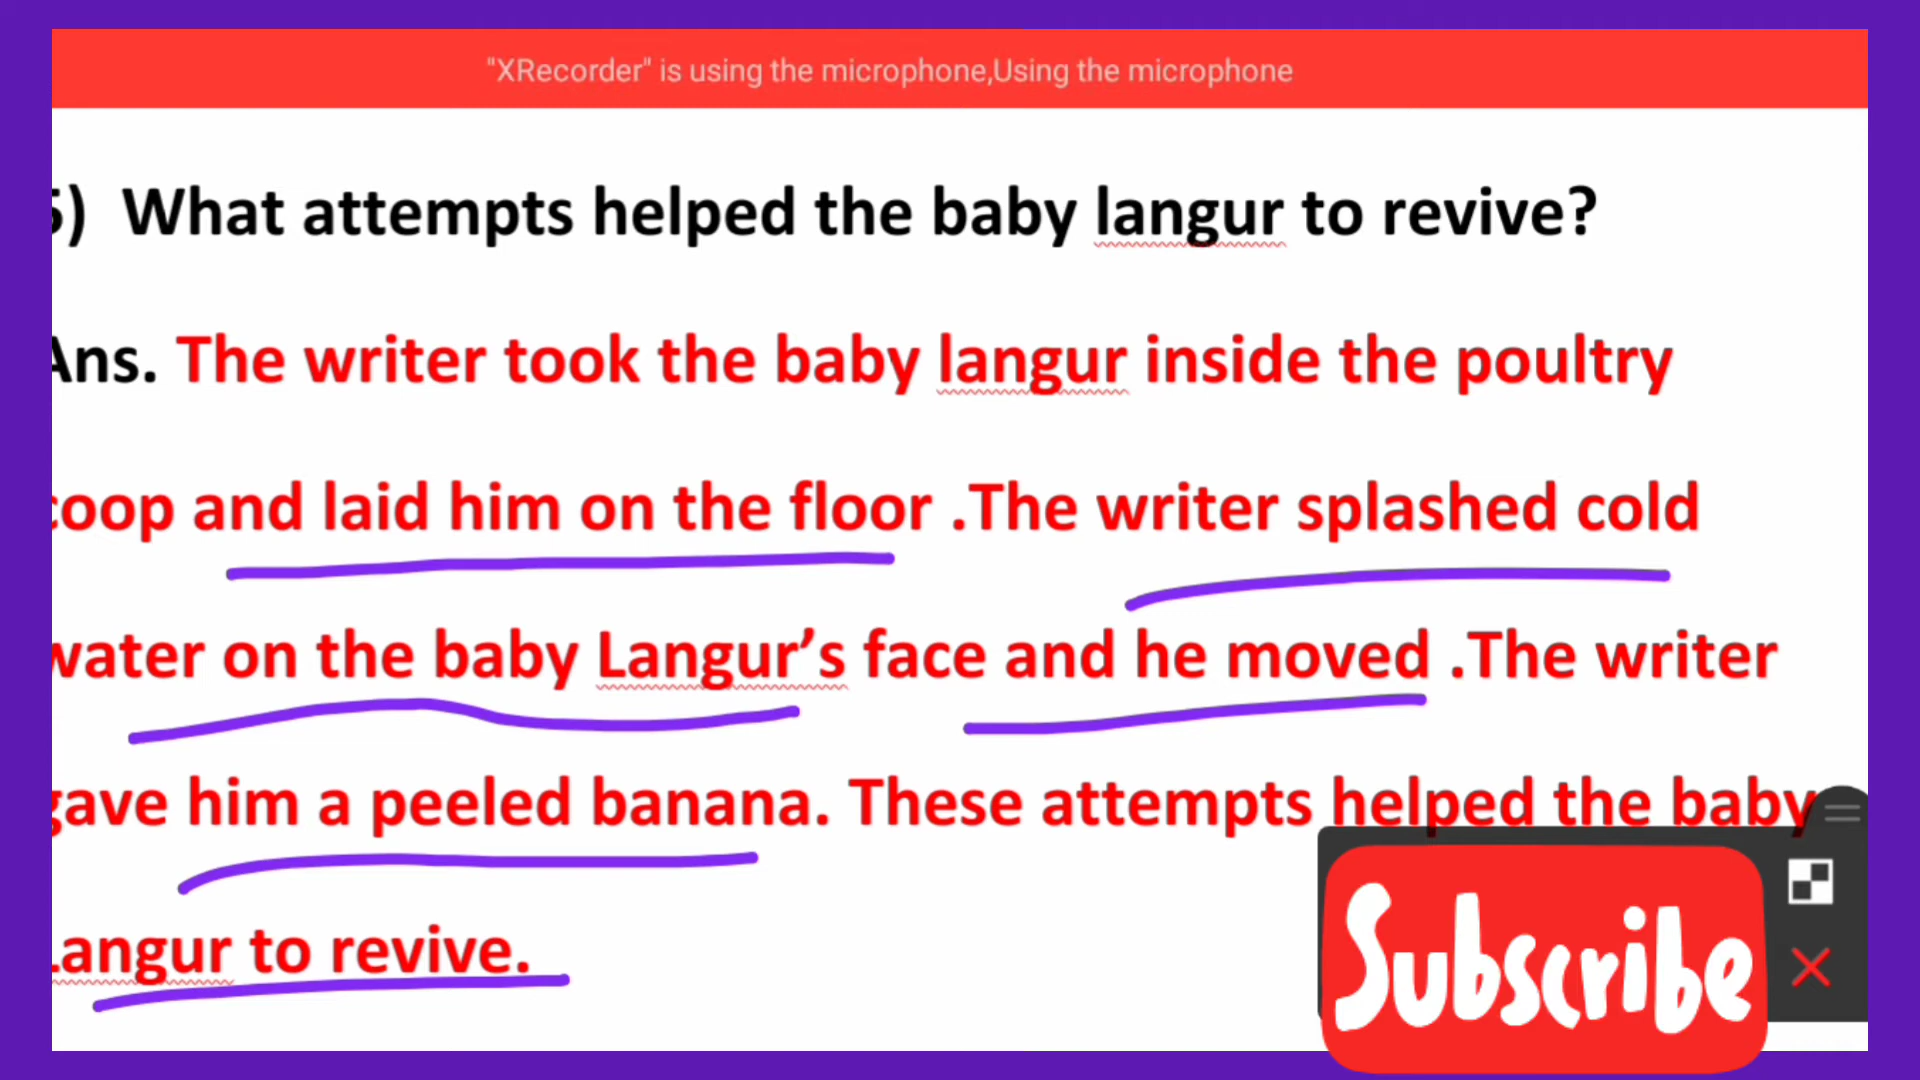 "XRecorder" is using the microphone,Using the microphone
5) What attempts helped the baby langur to revive?
Ans. The writer took the baby langur inside the poultry
coop and laid him on the floor .The writer splashed cold
water on the baby Langur's face and he moved .The writer
gave him a peeled banana. These attempts helped the baby
Langur to revive.
Subscribe